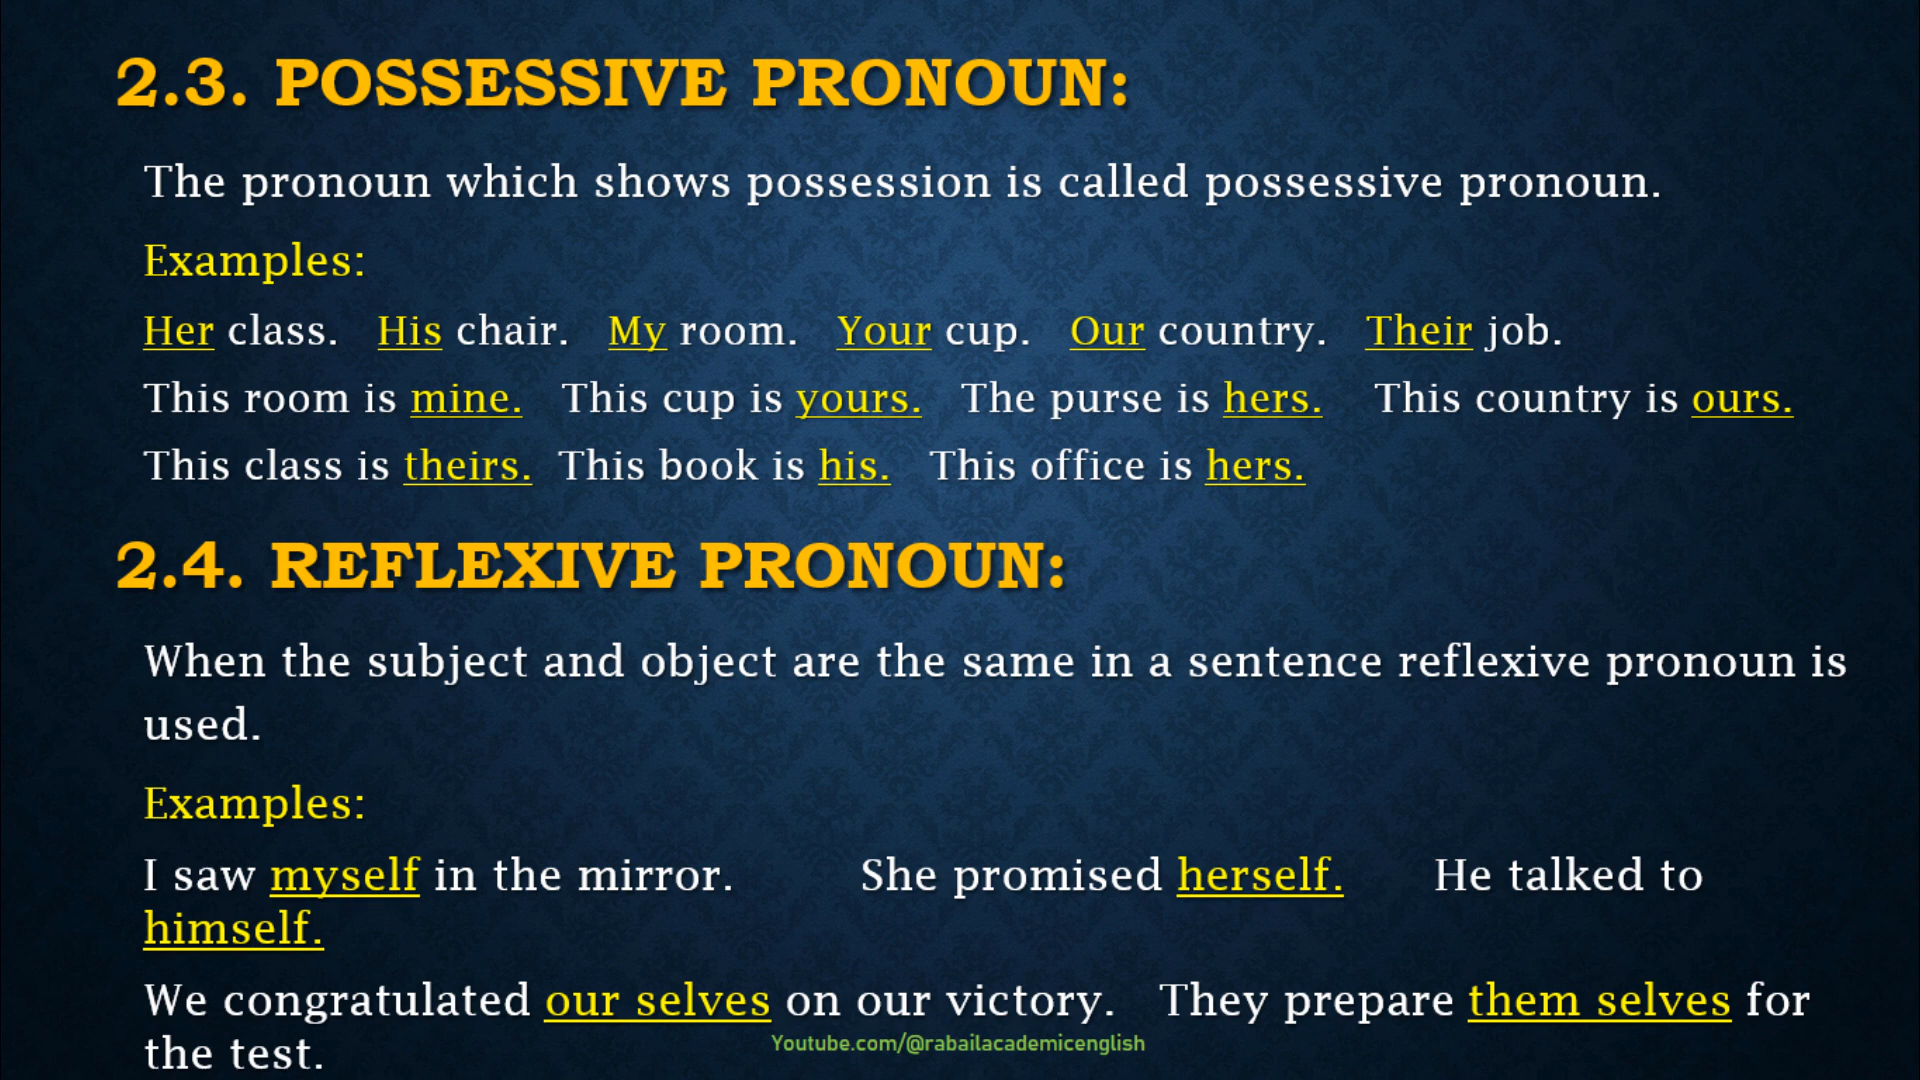 2.3. POSSESSIVE PRONOUN:
The pronoun which shows possession is called possessive pronoun.
Examples:
Her class. His chair. My room. Your cup. Our country. Their job.
This room is mine. This cup is yours. The purse is hers. This country is ours.
This class is theirs. This book is his. This office is hers.
2.4. REFLEXIVE PRONOUN:
When the subject and object are the same in a sentence reflexive pronoun is
used.
Examples:
I saw myself in the mirror. She promised herself. He talked to
himself.
We congratulated our selves on our victory. They prepare them selves for
the test.
Youtube.com/@rabailacademicenglish